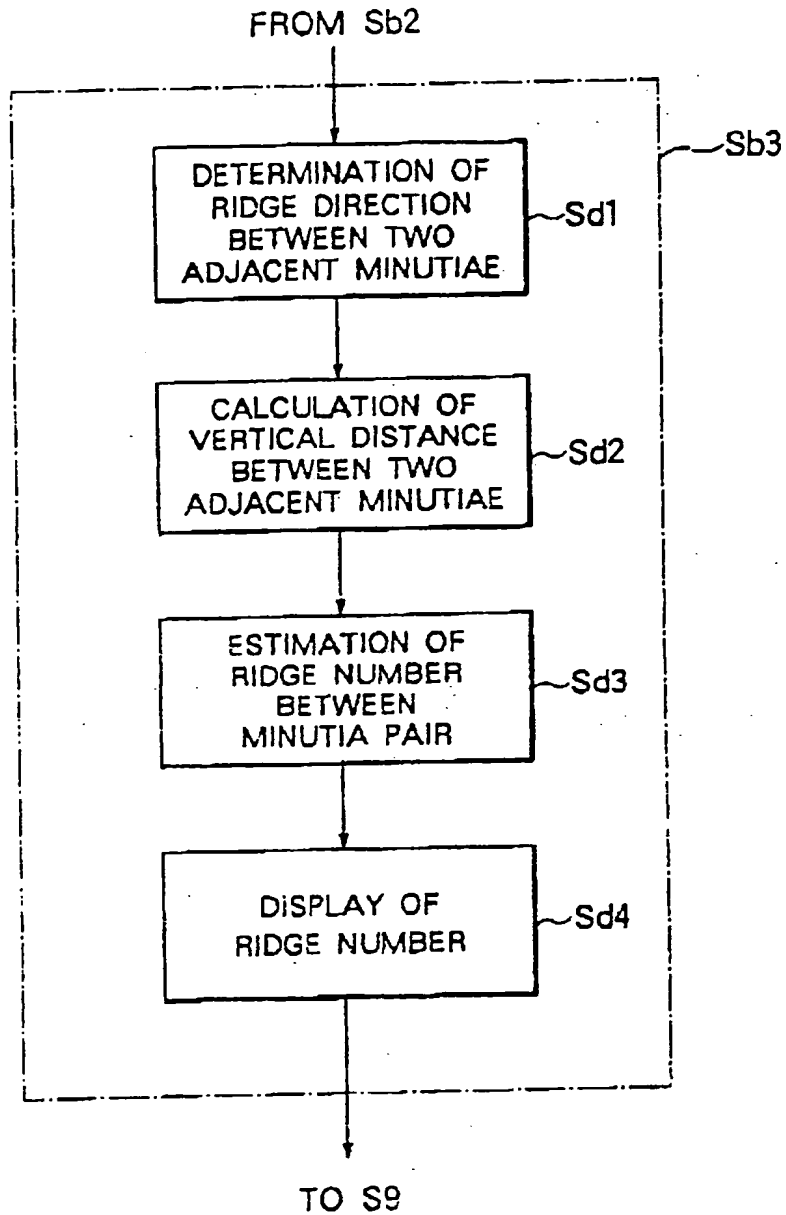 FROM Sb2
Sb3
DETERMINATION OF
RIDGE DIRECTION
BETWEEN TWO
ADJACENT MINUTIAE
Sd1
CALCULATION OF
VERTICAL DISTANCE
BETWEEN TWO
ADJACENT MINUTIAE
Sd2
ESTIMATION OF
RIDGE NUMBER
BETWEEN
MINUTIA PAIR
Sd3
DISPLAY OF
RIDGE NUMBER
Sd4
TO S9